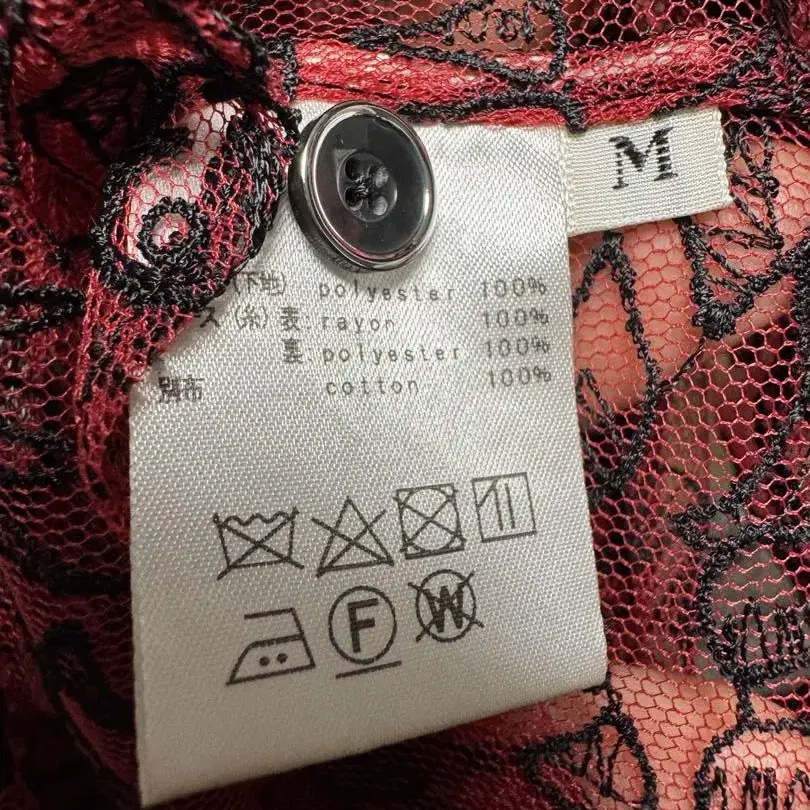 M
(下地) polyester 100%
ス (糸) 表. rayon 100%
裏. polyester 100%
別布 cotton 100%
F W